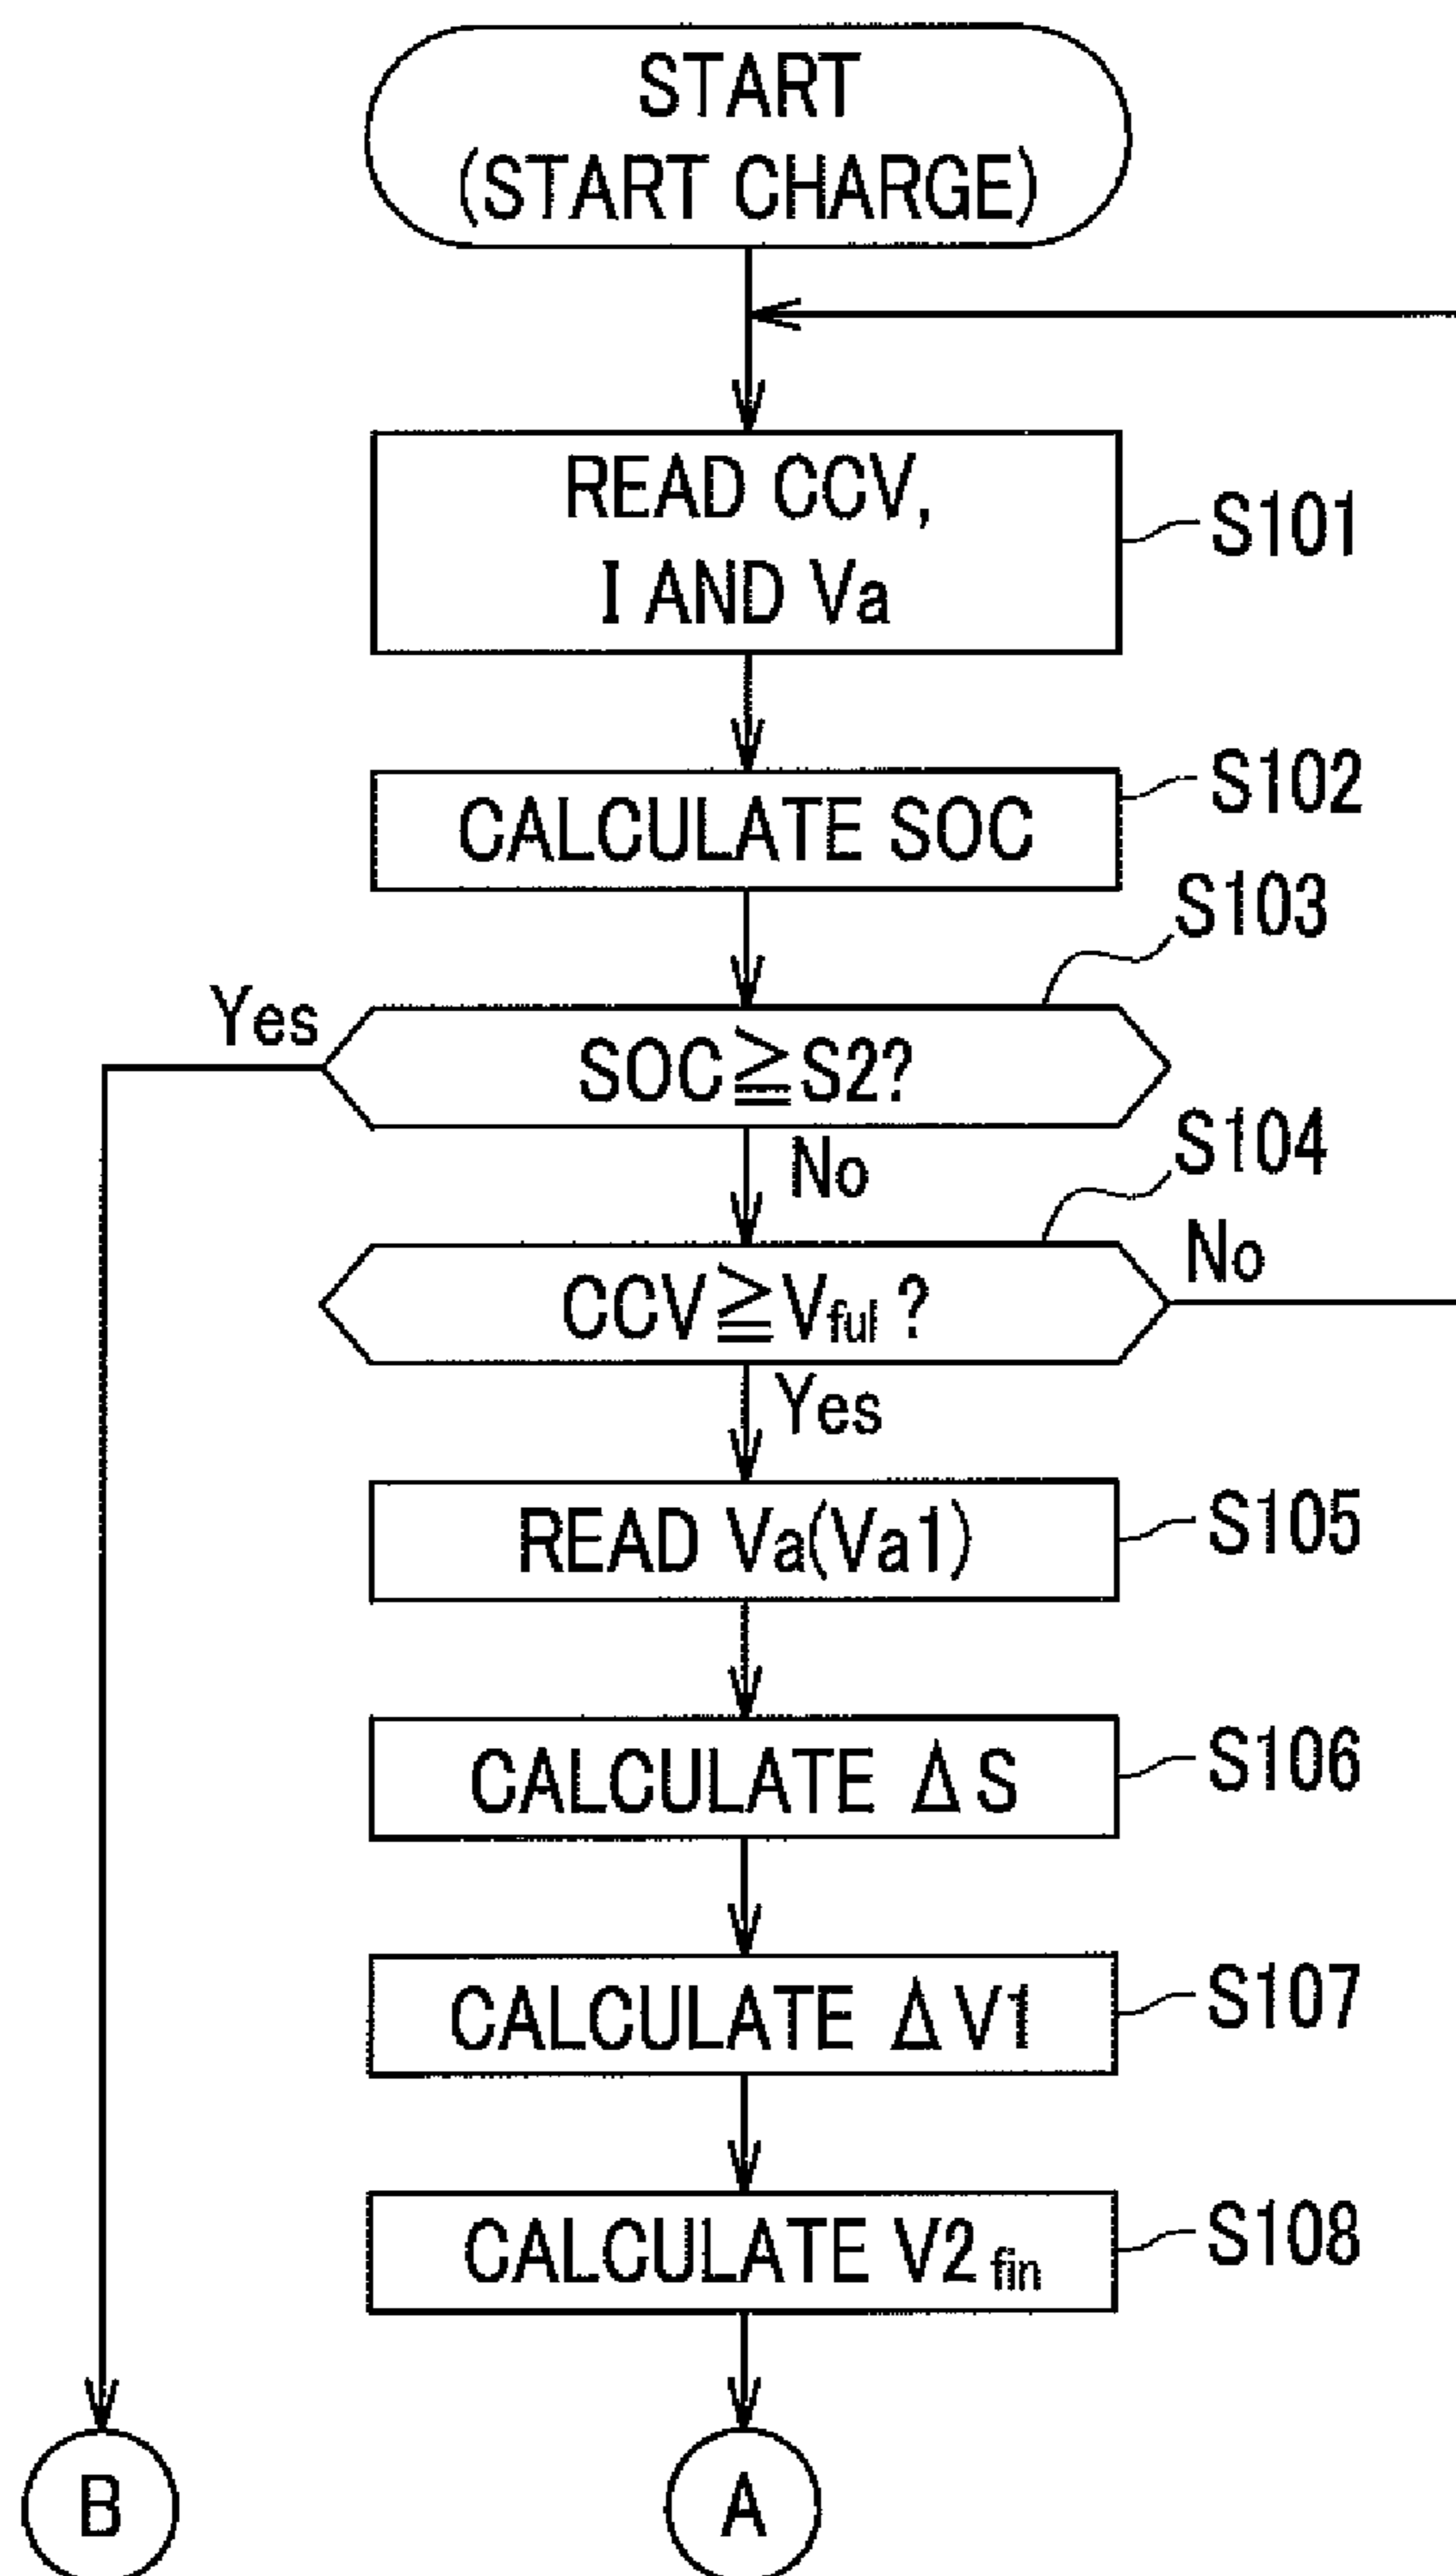 START
(START CHARGE)
READ CCV,
I AND Va
S101
CALCULATE SOC
S102
S103
Yes
SOC≧S2?
No
S104
No
CCV≧Vful?
Yes
READ Va(Va1)
S105
CALCULATE ΔS
S106
CALCULATE ΔV1
S107
CALCULATE V2fin
S108
B
A